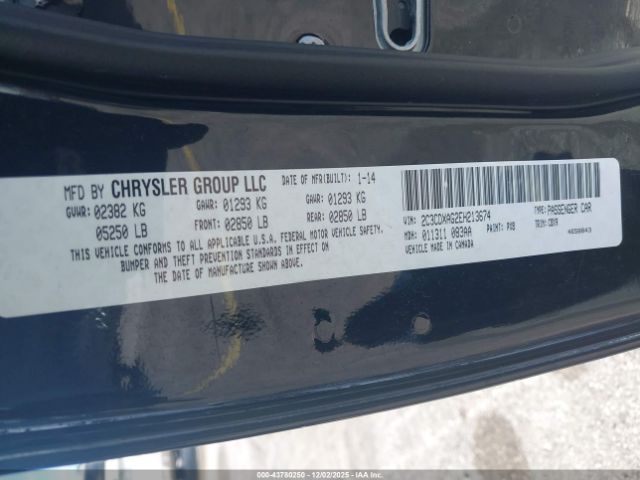 MFD BY CHRYSLER GROUP LLC DATE OF MFR(BUILT): 1-14
GVWR: 02382 KG GAWR: 01293 KG GAWR: 01293 KG
05250 LB FRONT: 02850 LB REAR: 02850 LB
THIS VEHICLE CONFORMS TO ALL APPLICABLE U.S.A. FEDERAL MOTOR VEHICLE SAFETY,
BUMPER AND THEFT PREVENTION STANDARDS IN EFFECT ON
THE DATE OF MANUFACTURE SHOWN ABOVE.
VIN: 2C3CDXAG2EH213674 TYPE: PASSENGER CAR
MDH: 011311 083AA PAINT: TRIM:
VEHICLE MADE IN CANADA
000-43780250 - 12/02/2025 - COPYRIGHT IAA, LLC.